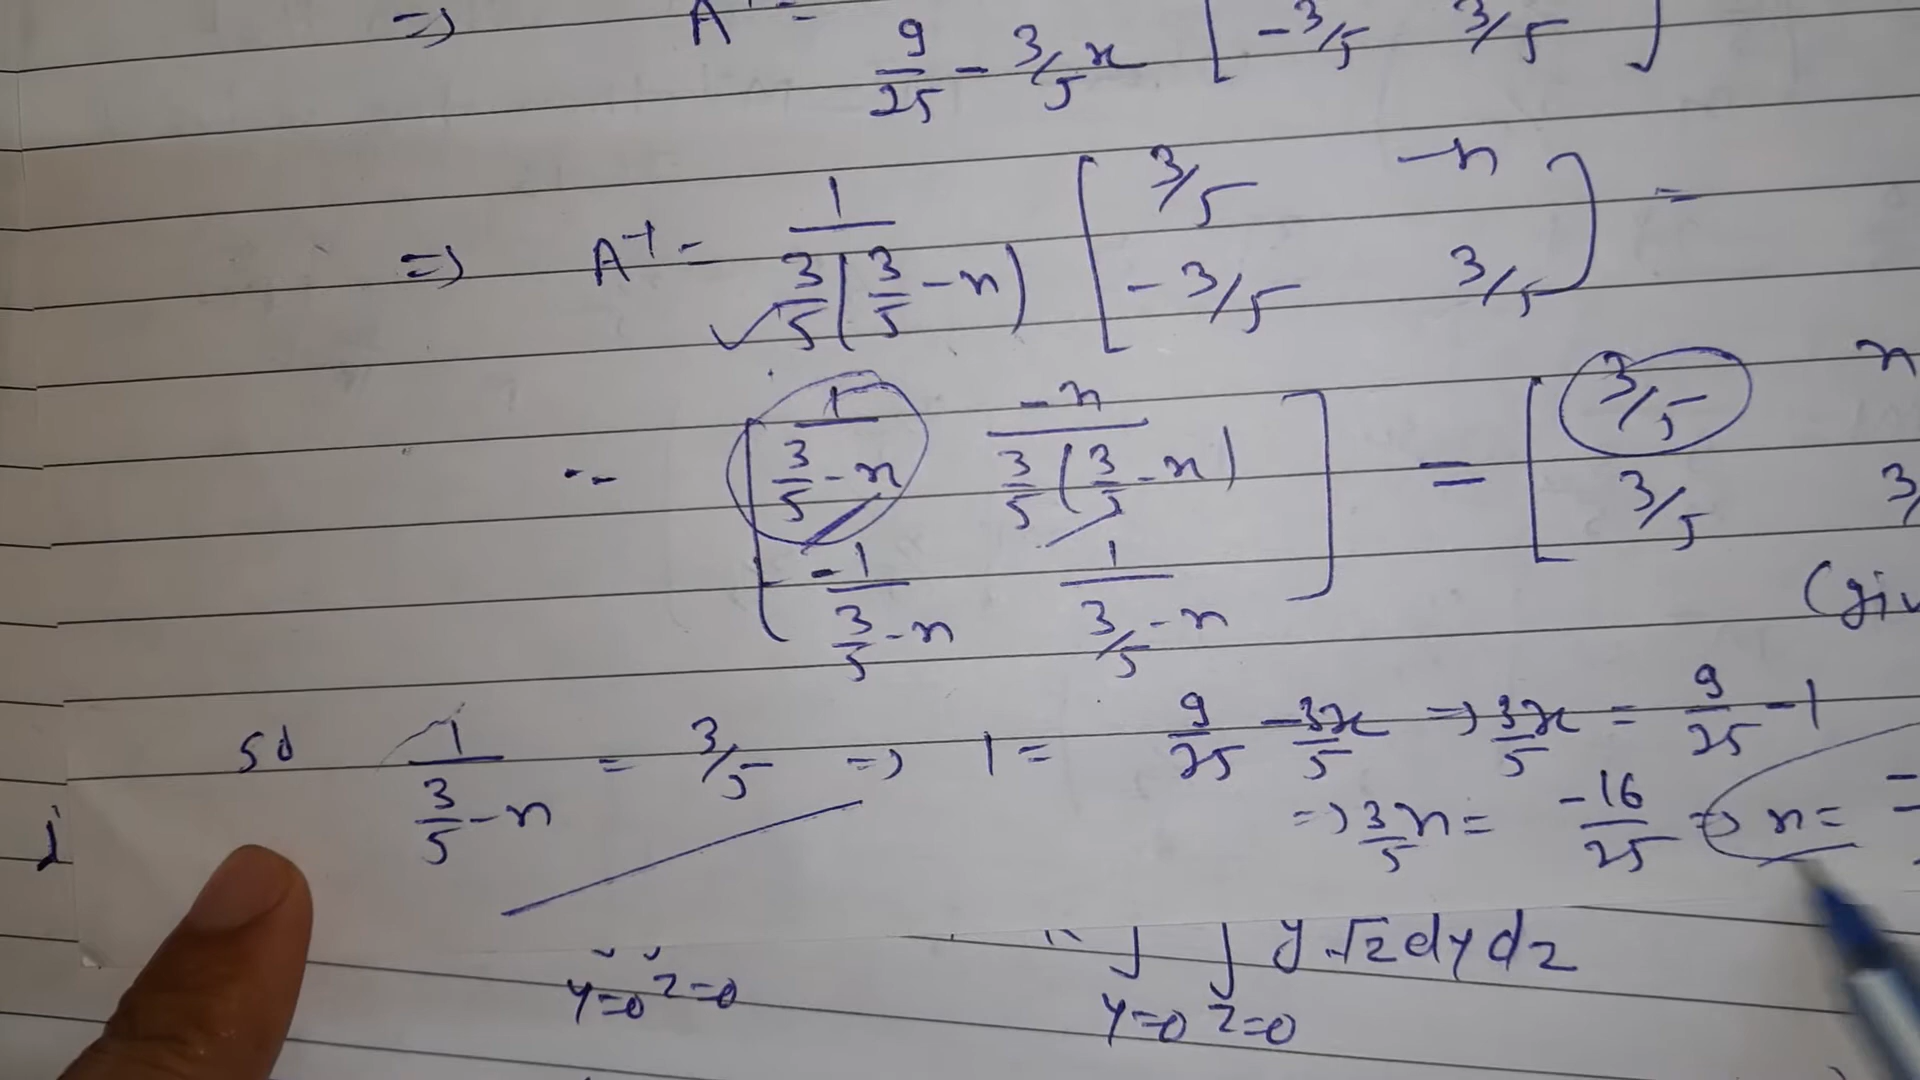 => A⁻¹ = 9/25 - 3/5 x [ -3/5 3/5 ]
=> A⁻¹ = 1 / 3/5 (3/5 - x) [ 3/5 -x
-3/5 3/5 ] =
= [ 1 / 3/5 - x -x / 3/5 (3/5 - x)
-1 / 3/5 - x 1 / 3/5 - x ] = [ 3/5 x
3/5 3/
(giv
so 1 / 3/5 - x = 3/5 => 1 = 9/25 - 3x/5 => 3x/5 = 9/25 - 1
=> 3/5 x = -16/25 => x = -
∫ ∫ y √z dy dz
y=0 z=0 y=0 z=0